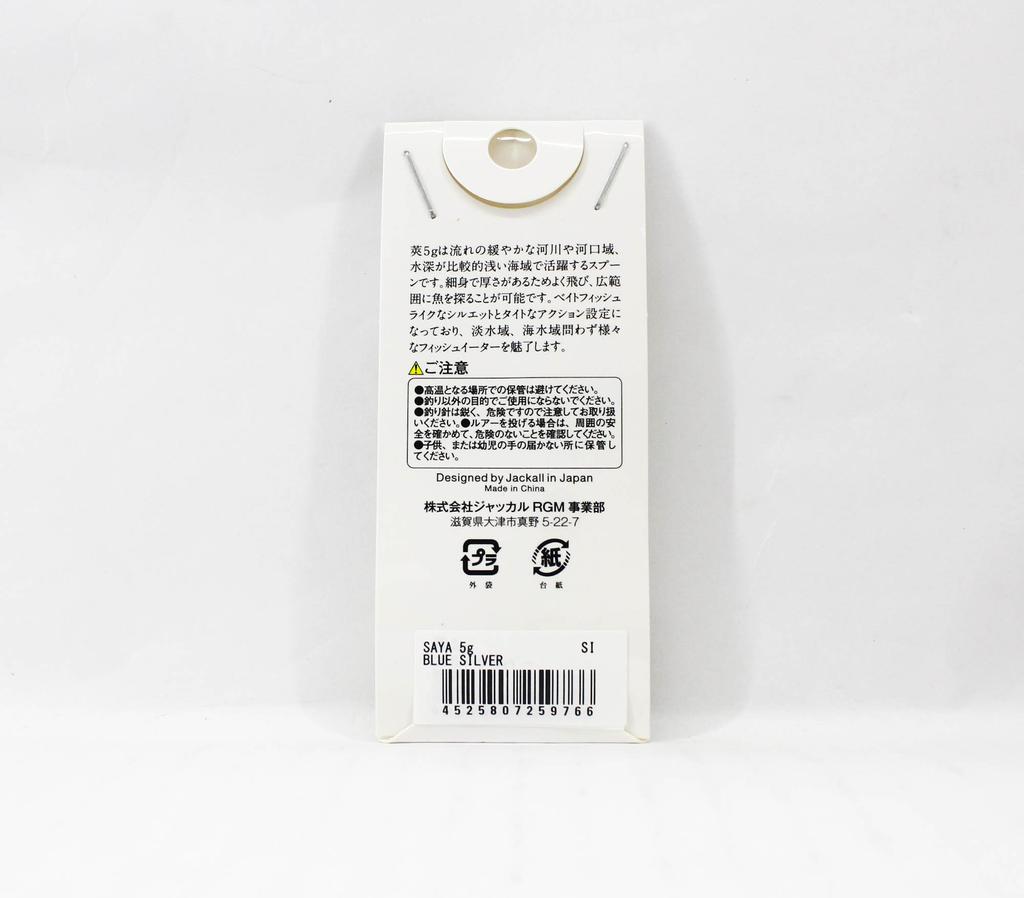 莢5gは流れの緩やかな河川や河口域、
水深が比較的浅い海域で活躍するスプー
ンです。細身で厚さがあるためよく飛び、広範
囲に魚を探ることが可能です。ベイトフィッシュ
ライクなシルエットとタイトなアクション設定に
なっており、淡水域、海水域問わず様々
なフィッシュイーターを魅了します。
ご注意
●高温となる場所での保管は避けてください。
●釣り以外の目的でご使用にならないでください。
●釣り針は鋭く、危険ですので注意してお取り扱
いください。●ルアーを投げる場合は、周囲の安
全を確かめて、危険のないことを確認してください。
●子供、または幼児の手の届かない所に保管し
てください。
Designed by Jackall in Japan
Made in China
株式会社ジャッカル RGM 事業部
滋賀県大津市真野 5-22-7
プラ 紙
外袋 台紙
SAYA 5g SI
BLUE SILVER
4525807259766